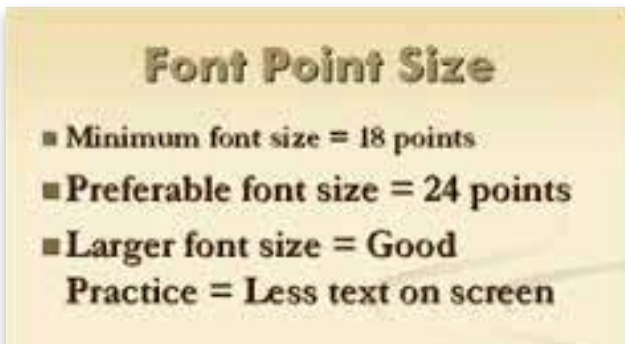 Font Point Size
Minimum font size = 18 points
Preferable font size = 24 points
Larger font size = Good
Practice = Less text on screen